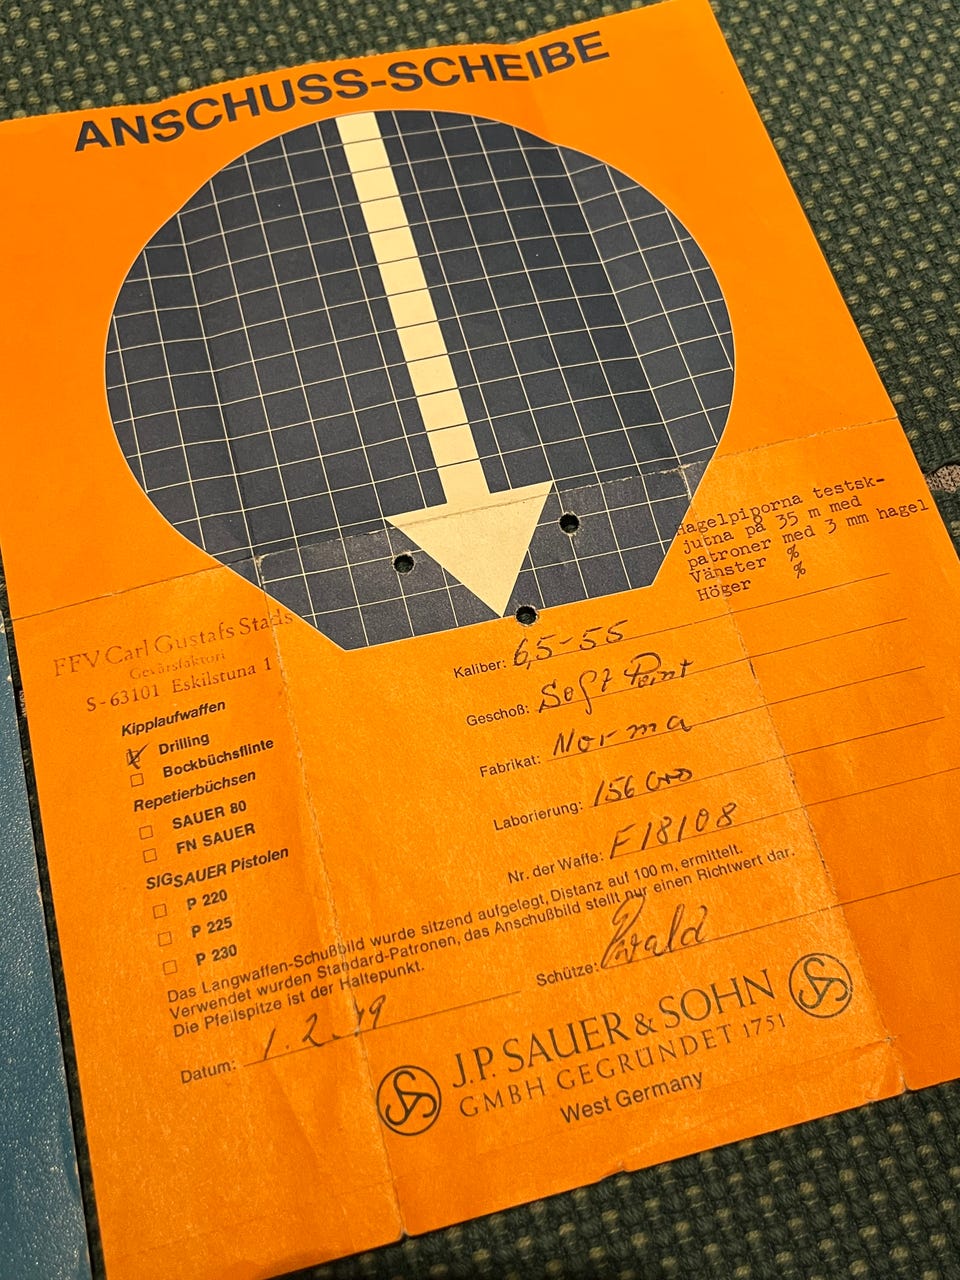 ANSCHUSS-SCHEIBE
Hagelpiporna testsk-
jutna på 35 m med
patroner med 3 mm hagel
Vänster %
Höger %
FFV Carl Gustafs Stads
Gevärsfaktori
S-63101 Eskilstuna 1
Kipplaufwaffen
Drilling
Bockbüchsflinte
Repetierbüchsen
SAUER 80
FN SAUER
SIGSAUER Pistolen
P 220
P 225
P 230
Kaliber: 6,5-55
Geschoß: Soft Point
Fabrikat: Norma
Laborierung: 156 Grs
Nr. der Waffe: F18108
Das Langwaffen-Schußbild wurde sitzend aufgelegt, Distanz auf 100 m, ermittelt.
Verwendet wurden Standard-Patronen, das Anschußbild stellt nur einen Richtwert dar.
Die Pfeilspitze ist der Haltepunkt.
Schütze:
Datum: 1.2.79
J.P. SAUER & SOHN
GMBH GEGRÜNDET 1751
West Germany